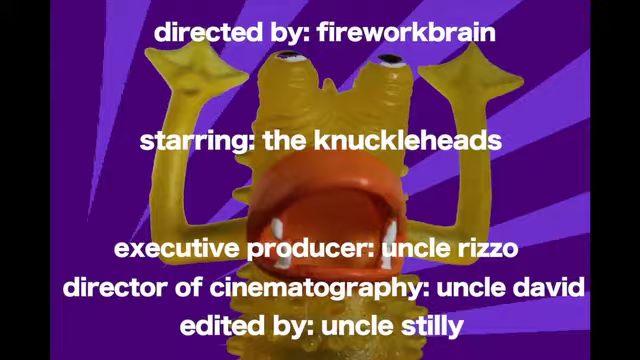 directed by: fireworkbrain
starring: the knuckleheads
executive producer: uncle rizzo
director of cinematography: uncle david
edited by: uncle stilly